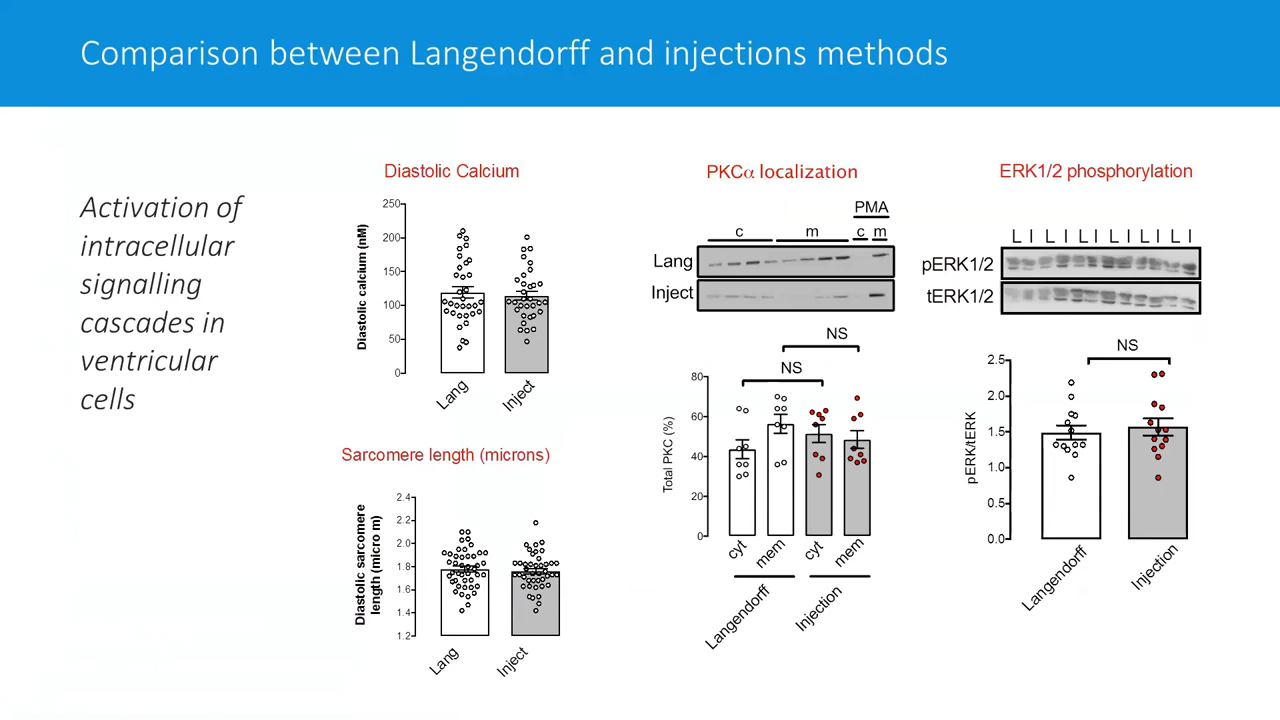 Comparison between Langendorff and injections methods
Activation of
intracellular
signalling
cascades in
ventricular
cells
Diastolic Calcium
Diastolic calcium (nM)
250
200
150
100
50
0
Lang
Inject
Sarcomere length (microns)
Diastolic sarcomere
length (micro m)
2.4
2.2
2.0
1.8
1.6
1.4
1.2
Lang
Inject
PKCα localization
PMA
c m c m
Lang
Inject
NS
NS
Total PKC (%)
80
60
40
20
0
cyt
mem
cyt
mem
Langendorff
Injection
ERK1/2 phosphorylation
L I L I L I L I L I L I
pERK1/2
tERK1/2
NS
pERK/tERK
2.5
2.0
1.5
1.0
0.5
0.0
Langendorff
Injection